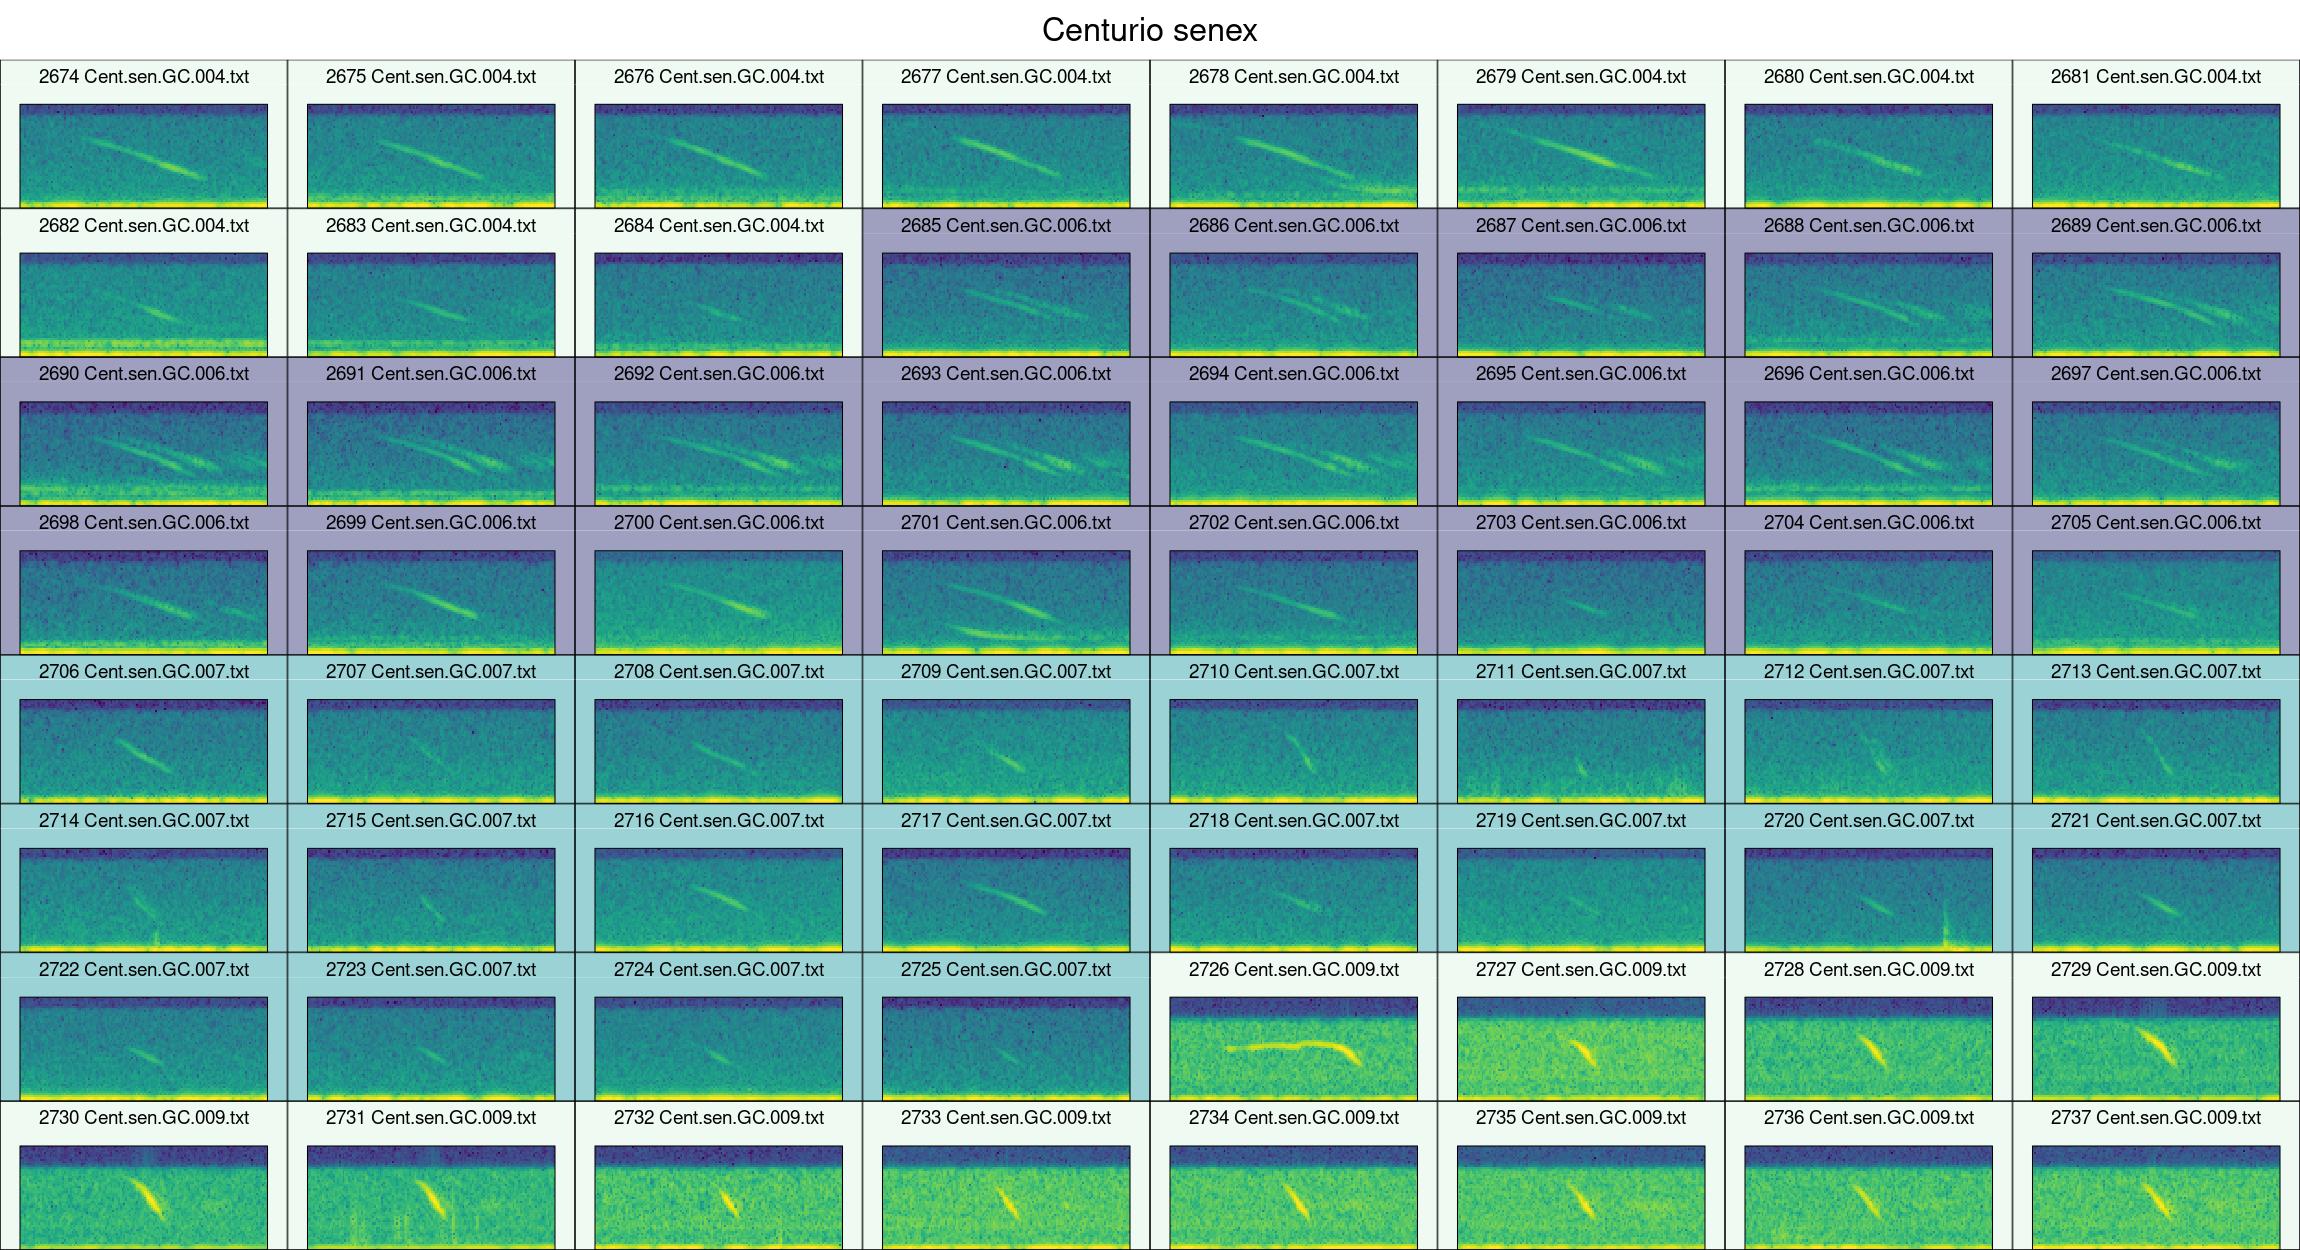 Centurio senex
2674 Cent.sen.GC.004.txt 2675 Cent.sen.GC.004.txt 2676 Cent.sen.GC.004.txt 2677 Cent.sen.GC.004.txt 2678 Cent.sen.GC.004.txt 2679 Cent.sen.GC.004.txt 2680 Cent.sen.GC.004.txt 2681 Cent.sen.GC.004.txt
2682 Cent.sen.GC.004.txt 2683 Cent.sen.GC.004.txt 2684 Cent.sen.GC.004.txt 2685 Cent.sen.GC.006.txt 2686 Cent.sen.GC.006.txt 2687 Cent.sen.GC.006.txt 2688 Cent.sen.GC.006.txt 2689 Cent.sen.GC.006.txt
2690 Cent.sen.GC.006.txt 2691 Cent.sen.GC.006.txt 2692 Cent.sen.GC.006.txt 2693 Cent.sen.GC.006.txt 2694 Cent.sen.GC.006.txt 2695 Cent.sen.GC.006.txt 2696 Cent.sen.GC.006.txt 2697 Cent.sen.GC.006.txt
2698 Cent.sen.GC.006.txt 2699 Cent.sen.GC.006.txt 2700 Cent.sen.GC.006.txt 2701 Cent.sen.GC.006.txt 2702 Cent.sen.GC.006.txt 2703 Cent.sen.GC.006.txt 2704 Cent.sen.GC.006.txt 2705 Cent.sen.GC.006.txt
2706 Cent.sen.GC.007.txt 2707 Cent.sen.GC.007.txt 2708 Cent.sen.GC.007.txt 2709 Cent.sen.GC.007.txt 2710 Cent.sen.GC.007.txt 2711 Cent.sen.GC.007.txt 2712 Cent.sen.GC.007.txt 2713 Cent.sen.GC.007.txt
2714 Cent.sen.GC.007.txt 2715 Cent.sen.GC.007.txt 2716 Cent.sen.GC.007.txt 2717 Cent.sen.GC.007.txt 2718 Cent.sen.GC.007.txt 2719 Cent.sen.GC.007.txt 2720 Cent.sen.GC.007.txt 2721 Cent.sen.GC.007.txt
2722 Cent.sen.GC.007.txt 2723 Cent.sen.GC.007.txt 2724 Cent.sen.GC.007.txt 2725 Cent.sen.GC.007.txt 2726 Cent.sen.GC.009.txt 2727 Cent.sen.GC.009.txt 2728 Cent.sen.GC.009.txt 2729 Cent.sen.GC.009.txt
2730 Cent.sen.GC.009.txt 2731 Cent.sen.GC.009.txt 2732 Cent.sen.GC.009.txt 2733 Cent.sen.GC.009.txt 2734 Cent.sen.GC.009.txt 2735 Cent.sen.GC.009.txt 2736 Cent.sen.GC.009.txt 2737 Cent.sen.GC.009.txt